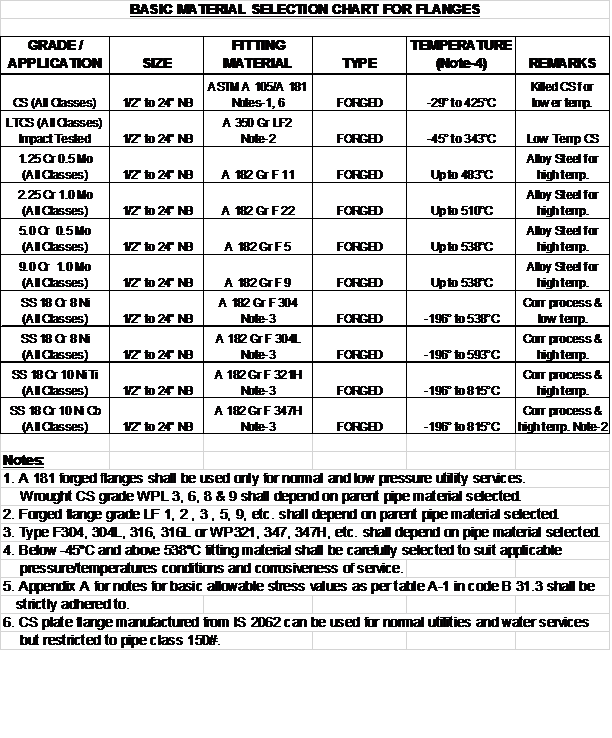 BASIC MATERIAL SELECTION CHART FOR FLANGES
GRADE / APPLICATION SIZE FITTING MATERIAL TYPE TEMPERATURE (Note-4) REMARKS
CS (All Classes) 1/2" to 24" NB ASTM A 105/A 181 Notes-1, 6 FORGED -29° to 425°C Killed CS for lower temp.
LTCS (All Classes) Impact Tested 1/2" to 24" NB A 350 Gr LF2 Note-2 FORGED -45° to 343°C Low Temp CS
1.25 Cr 0.5 Mo (All Classes) 1/2" to 24" NB A 182 Gr F 11 FORGED Up to 483°C Alloy Steel for high temp.
2.25 Cr 1.0 Mo (All Classes) 1/2" to 24" NB A 182 Gr F 22 FORGED Up to 510°C Alloy Steel for high temp.
5.0 Cr 0.5 Mo (All Classes) 1/2" to 24" NB A 182 Gr F 5 FORGED Up to 538°C Alloy Steel for high temp.
9.0 Cr 1.0 Mo (All Classes) 1/2" to 24" NB A 182 Gr F 9 FORGED Up to 538°C Alloy Steel for high temp.
SS 18 Cr 8 Ni (All Classes) 1/2" to 24" NB A 182 Gr F 304 Note-3 FORGED -196° to 538°C Corr process & low temp.
SS 18 Cr 8 Ni (All Classes) 1/2" to 24" NB A 182 Gr F 304L Note-3 FORGED -196° to 593°C Corr process & high temp.
SS 18 Cr 10 Ni Ti (All Classes) 1/2" to 24" NB A 182 Gr F 321H Note-3 FORGED -196° to 815°C Corr process & high temp.
SS 18 Cr 10 Ni Cb (All Classes) 1/2" to 24" NB A 182 Gr F 347H Note-3 FORGED -196° to 815°C Corr process & high temp. Note-2
Notes:
1. A 181 forged flanges shall be used only for normal and low pressure utility services.
Wrought CS grade WPL 3, 6, 8 & 9 shall depend on parent pipe material selected.
2. Forged flange grade LF 1, 2 , 3 , 5, 9, etc. shall depend on parent pipe material selected.
3. Type F304, 304L, 316, 316L or WP321, 347, 347H, etc. shall depend on pipe material selected.
4. Below -45°C and above 538°C fitting material shall be carefully selected to suit applicable
pressure/temperatures conditions and corrosiveness of service.
5. Appendix A for notes for basic allowable stress values as per table A-1 in code B 31.3 shall be
strictly adhered to.
6. CS plate flange manufactured from IS 2062 can be used for normal utilities and water services
but restricted to pipe class 150#.